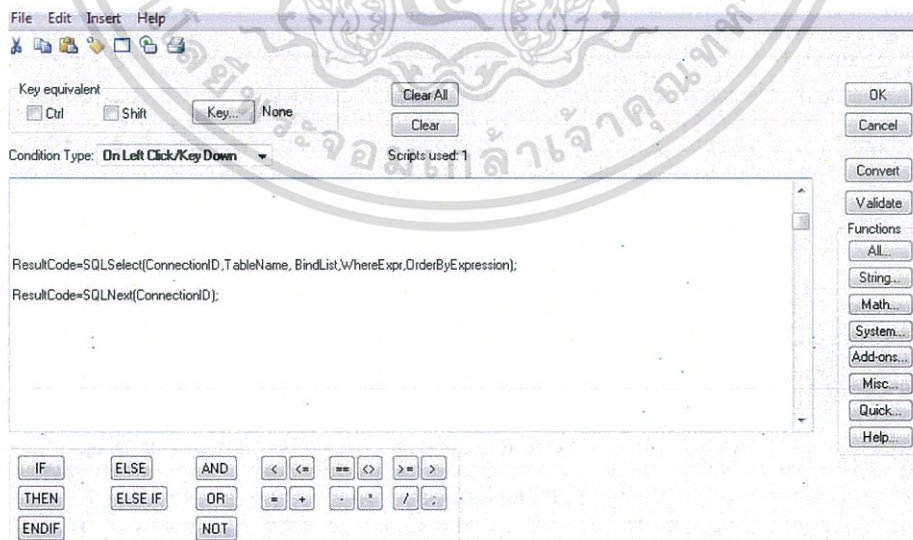 File Edit Insert Help
Key equivalent
Ctrl Shift Key... None
Clear All
Clear
OK
Cancel
Condition Type: On Left Click/Key Down
Scripts used: 1
Convert
Validate
Functions
All...
String...
Math...
System...
Add-ons...
Misc...
Quick...
Help...
ResultCode=SQLSelect(ConnectionID,TableName, BindList,WhereExpr,OrderByExpression);
ResultCode=SQLNext(ConnectionID);
IF ELSE AND < <= == <> >= >
THEN ELSE IF OR = + - * / ;
ENDIF NOT